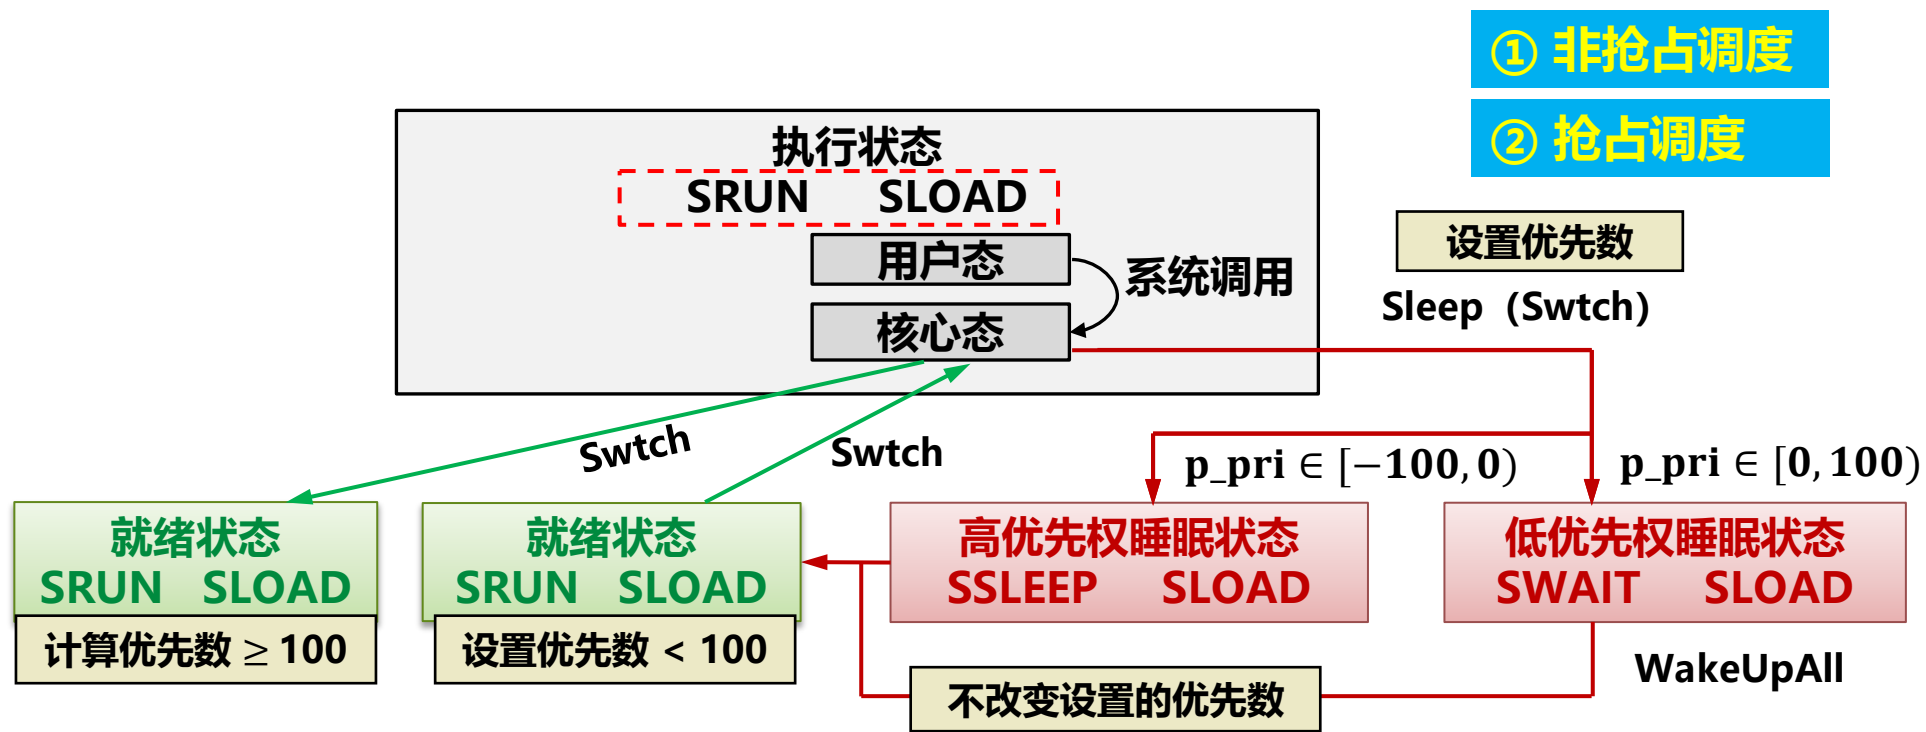 ① 非抢占调度
② 抢占调度
执行状态
SRUN SLOAD
用户态
系统调用
核心态
设置优先数
Sleep (Swtch)
Swtch
Swtch
p_pri ∈ [−100, 0)
p_pri ∈ [0, 100)
就绪状态
SRUN SLOAD
计算优先数 ≥ 100
就绪状态
SRUN SLOAD
设置优先数 < 100
高优先权睡眠状态
SSLEEP SLOAD
低优先权睡眠状态
SWAIT SLOAD
不改变设置的优先数
WakeUpAll